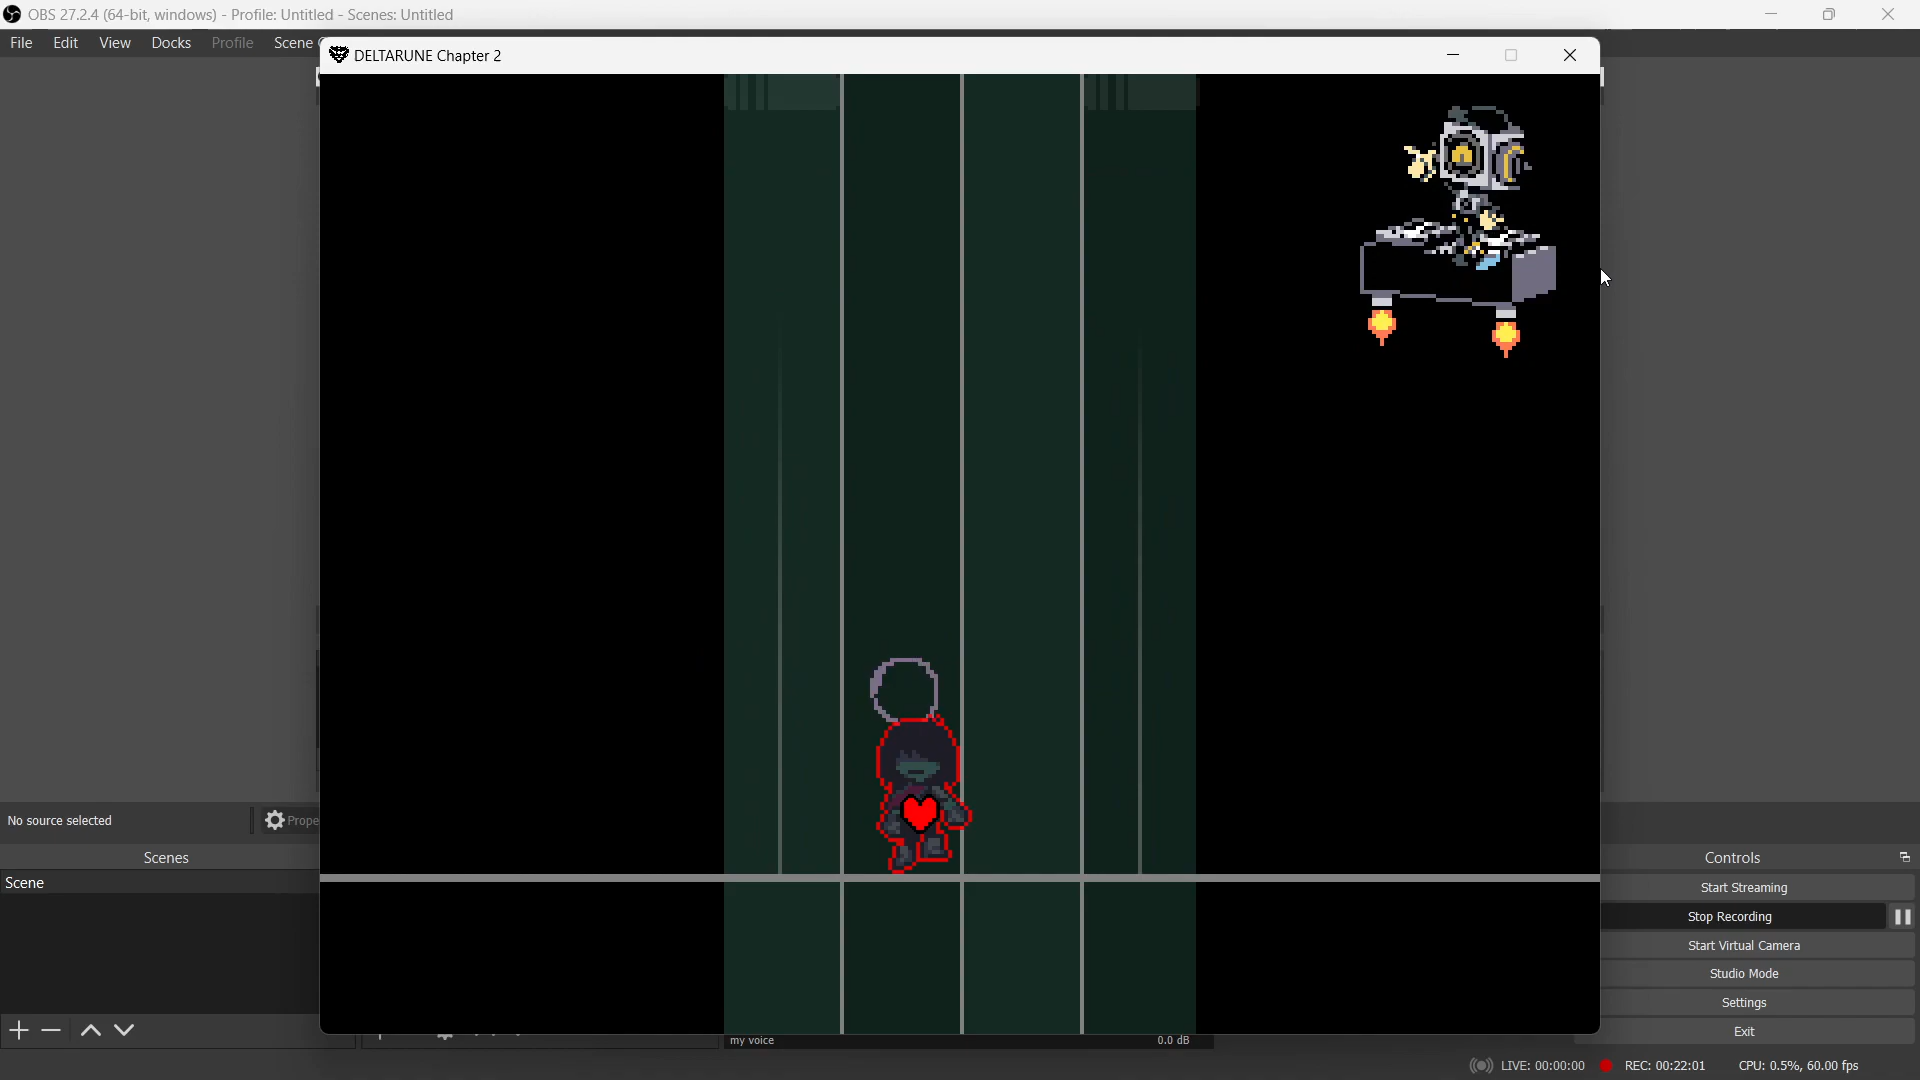 OBS 27.2.4 (64-bit, windows) - Profile: Untitled - Scenes: Untitled
File Edit View Docks Profile Scene
DELTARUNE Chapter 2
No source selected
Prope
Scenes
Scene
Controls
Start Streaming
Stop Recording
Start Virtual Camera
Studio Mode
Settings
Exit
my voice 0.0 dB
LIVE: 00:00:00 REC: 00:22:01 CPU: 0.5%, 60.00 fps